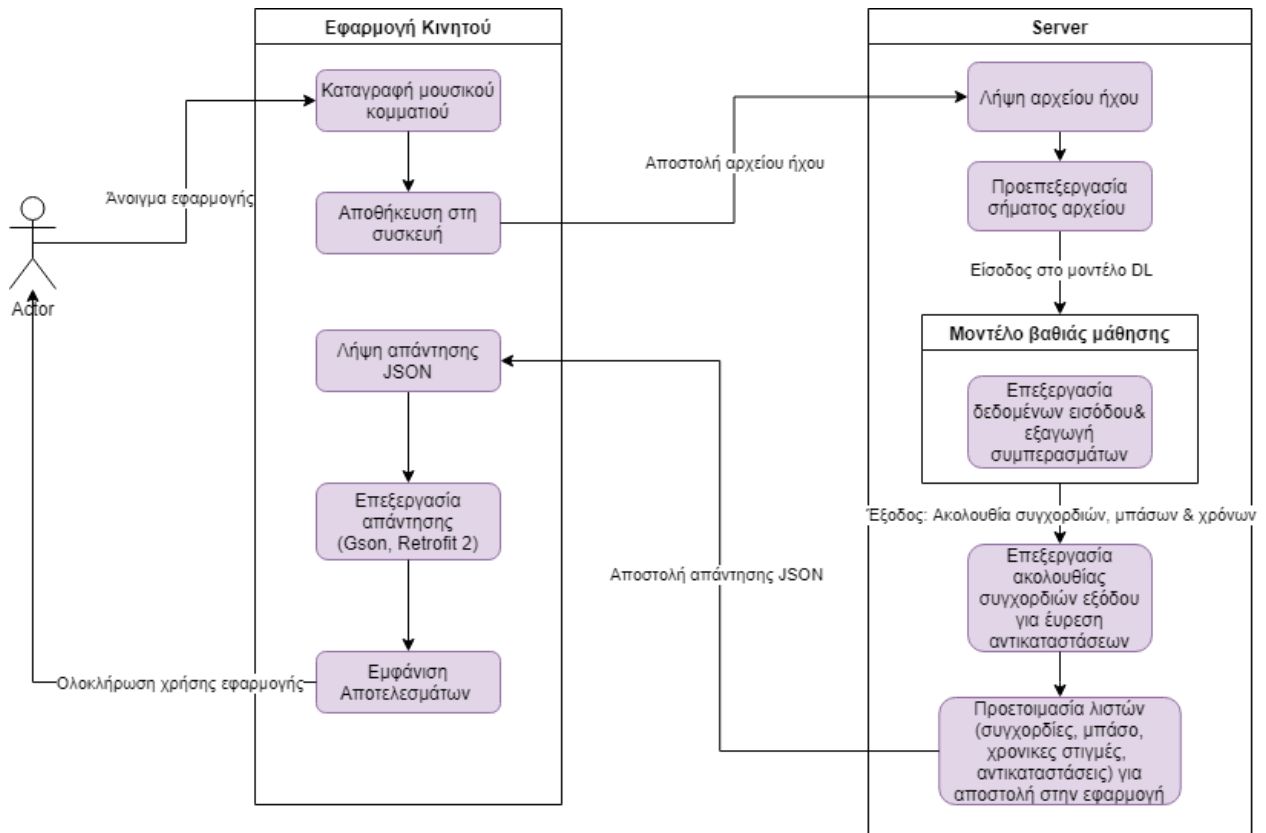 Εφαρμογή Κινητού
Server
Καταγραφή μουσικού
κομματιού
Λήψη αρχείου ήχου
Αποστολή αρχείου ήχου
Άνοιγμα εφαρμογής
Προεπεξεργασία
σήματος αρχείου
Αποθήκευση στη
συσκευή
Είσοδος στο μοντέλο DL
Actor
Μοντέλο βαθιάς μάθησης
Λήψη απάντησης
JSON
Επεξεργασία
δεδομένων εισόδου&
εξαγωγή
συμπερασμάτων
Επεξεργασία
απάντησης
(Gson, Retrofit 2)
Έξοδος: Ακολουθία συγχορδιών, μπάσων & χρόνων
Αποστολή απάντησης JSON
Επεξεργασία
ακολουθίας
συγχορδιών εξόδου
για έυρεση
αντικαταστάσεων
Εμφάνιση
Αποτελεσμάτων
Ολοκλήρωση χρήσης εφαρμογής
Προετοιμασία λιστών
(συγχορδίες, μπάσο,
χρονικες στιγμές,
αντικαταστάσεις) για
αποστολή στην εφαρμογή